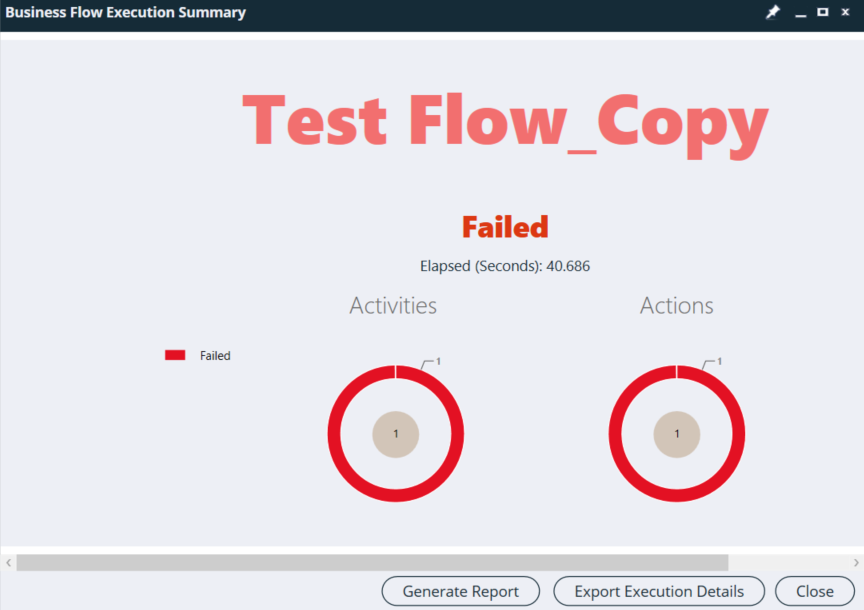 Business Flow Execution Summary
Test Flow_Copy
Failed
Elapsed (Seconds): 40.686
Activities
Actions
Failed
1
1
1
1
Generate Report
Export Execution Details
Close